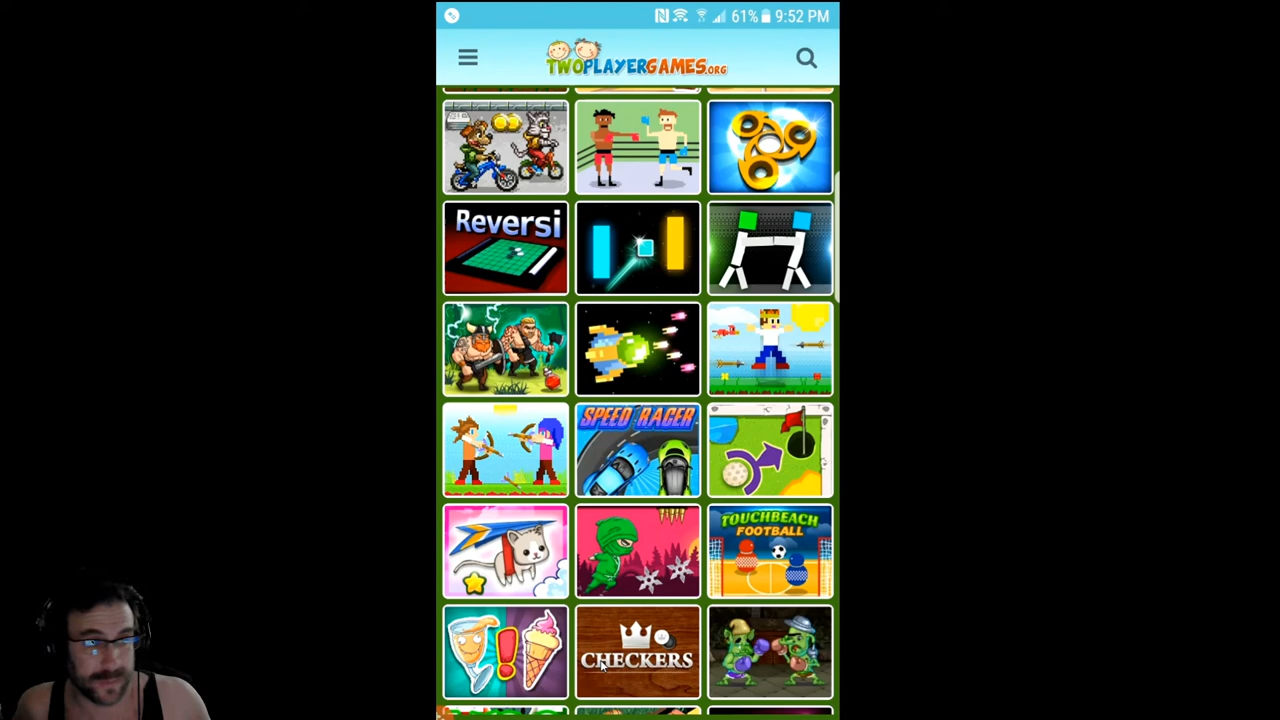 61% 9:52 PM
TWOPLAYERGAMES.ORG
Reversi
SPEED RACER
TOUCHBEACH
FOOTBALL
CHECKERS